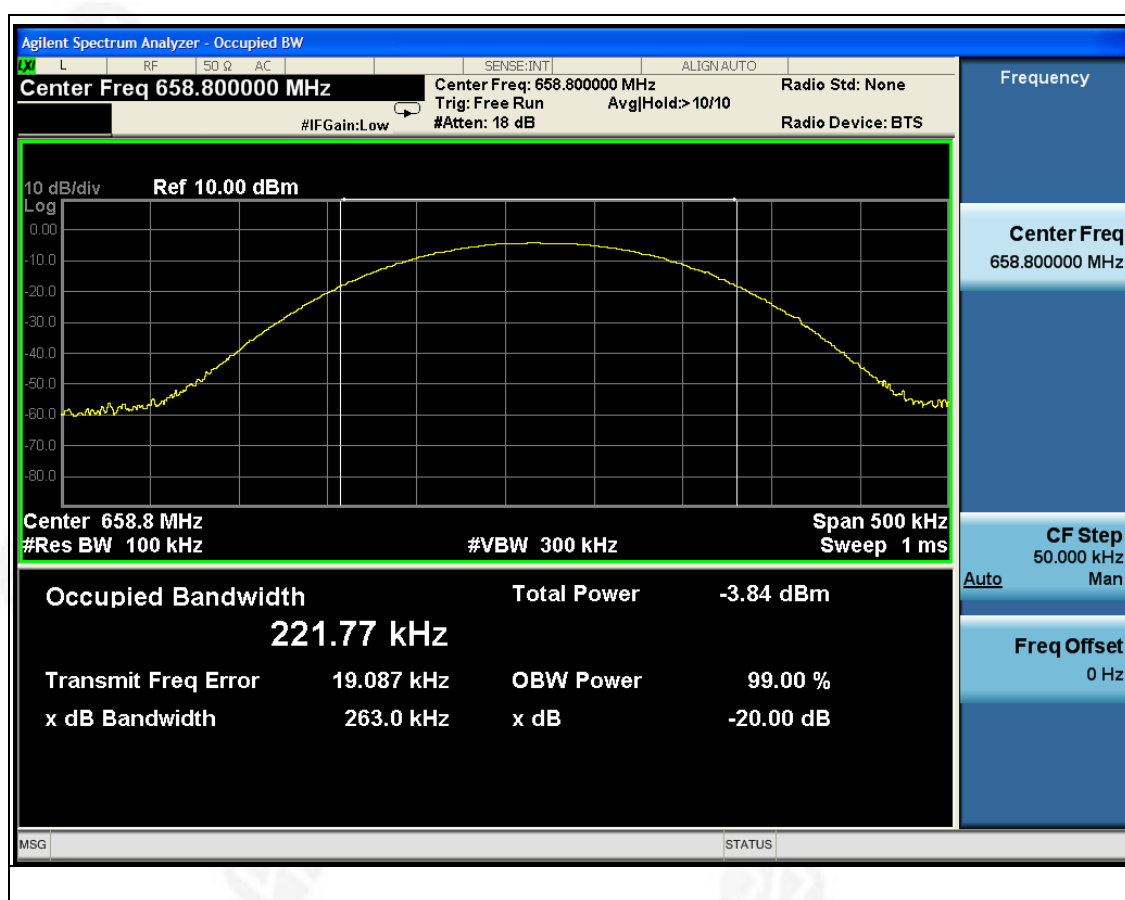 Agilent Spectrum Analyzer - Occupied BW
LXI L RF 50 Ω AC SENSE:INT ALIGN AUTO
Center Freq 658.800000 MHz
Center Freq: 658.800000 MHz Radio Std: None
Trig: Free Run Avg|Hold:> 10/10
#IFGain:Low #Atten: 18 dB Radio Device: BTS
10 dB/div Ref 10.00 dBm
Log
0.00
-10.0
-20.0
-30.0
-40.0
-50.0
-60.0
-70.0
-80.0
Center 658.8 MHz Span 500 kHz
#Res BW 100 kHz #VBW 300 kHz Sweep 1 ms
Occupied Bandwidth Total Power -3.84 dBm
221.77 kHz
Transmit Freq Error 19.087 kHz OBW Power 99.00 %
x dB Bandwidth 263.0 kHz x dB -20.00 dB
MSG STATUS
Frequency
Center Freq
658.800000 MHz
CF Step
50.000 kHz
Auto Man
Freq Offset
0 Hz